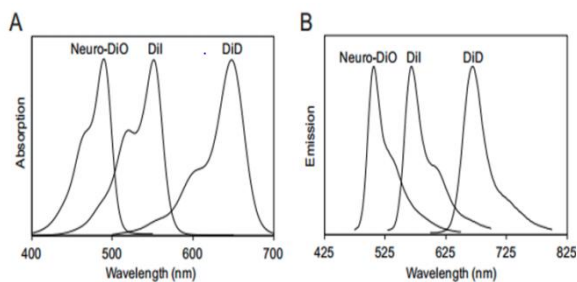 A
B
Neuro-DiO DiI DiD
Neuro-DiO DiI DiD
Absorption
Emission
400 500 600 700
425 525 625 725 825
Wavelength (nm)
Wavelength (nm)